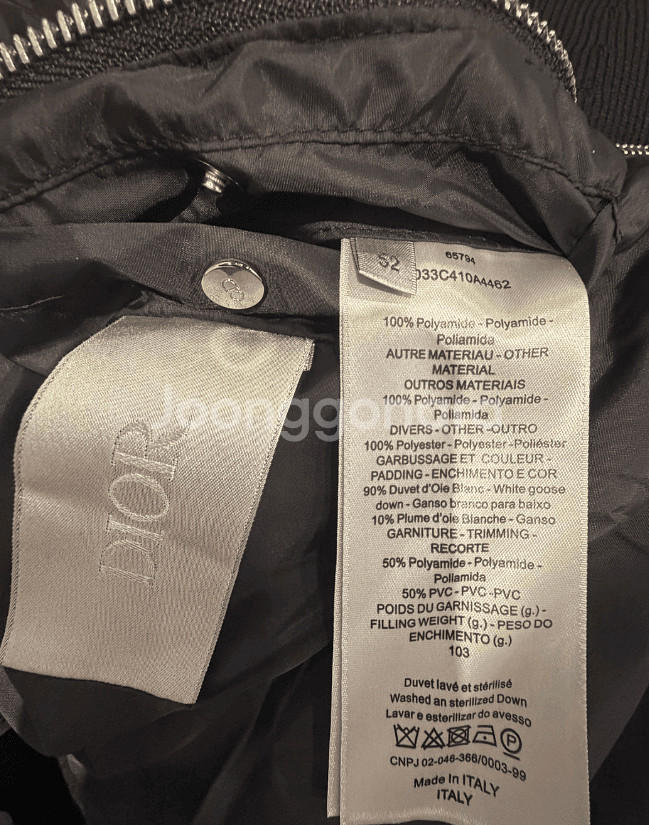 52
65794
033C410A4462
100% Polyamide - Polyamide -
Poliamida
AUTRE MATERIAU - OTHER
MATERIAL
OUTROS MATERIAIS
100% Polyamide - Polyamide -
Poliamida
DIVERS - OTHER - OUTRO
100% Polyester - Polyester - Poliéster
GARBUSSAGE ET COULEUR -
PADDING - ENCHIMENTO E COR
90% Duvet d'Oie Blanc - White goose
down - Ganso branco para baixo
10% Plume d'oie Blanche - Ganso
GARNITURE - TRIMMING -
RECORTE
50% Polyamide - Polyamide -
Poliamida
50% PVC - PVC -PVC
POIDS DU GARNISSAGE (g.) -
FILLING WEIGHT (g.) - PESO DO
ENCHIMENTO (g.)
103
Duvet lavé et stérilisé
Washed an sterilized Down
Lavar e esterilizar do avesso
CNPJ 02-046-366/0003-99
Made in ITALY
ITALY
DIOR
CD
Joonggonara